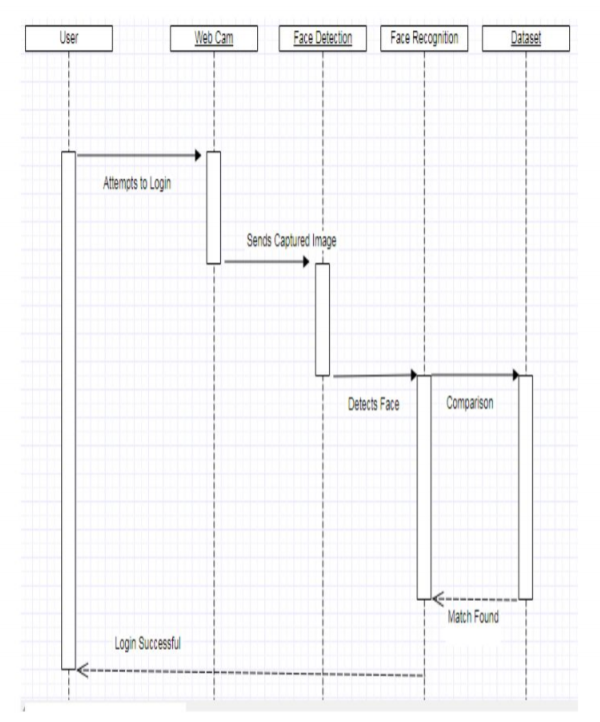 User
Web Cam
Face Detection
Face Recognition
Dataset
Attempts to Login
Sends Captured Image
Detects Face
Comparison
Match Found
Login Successful